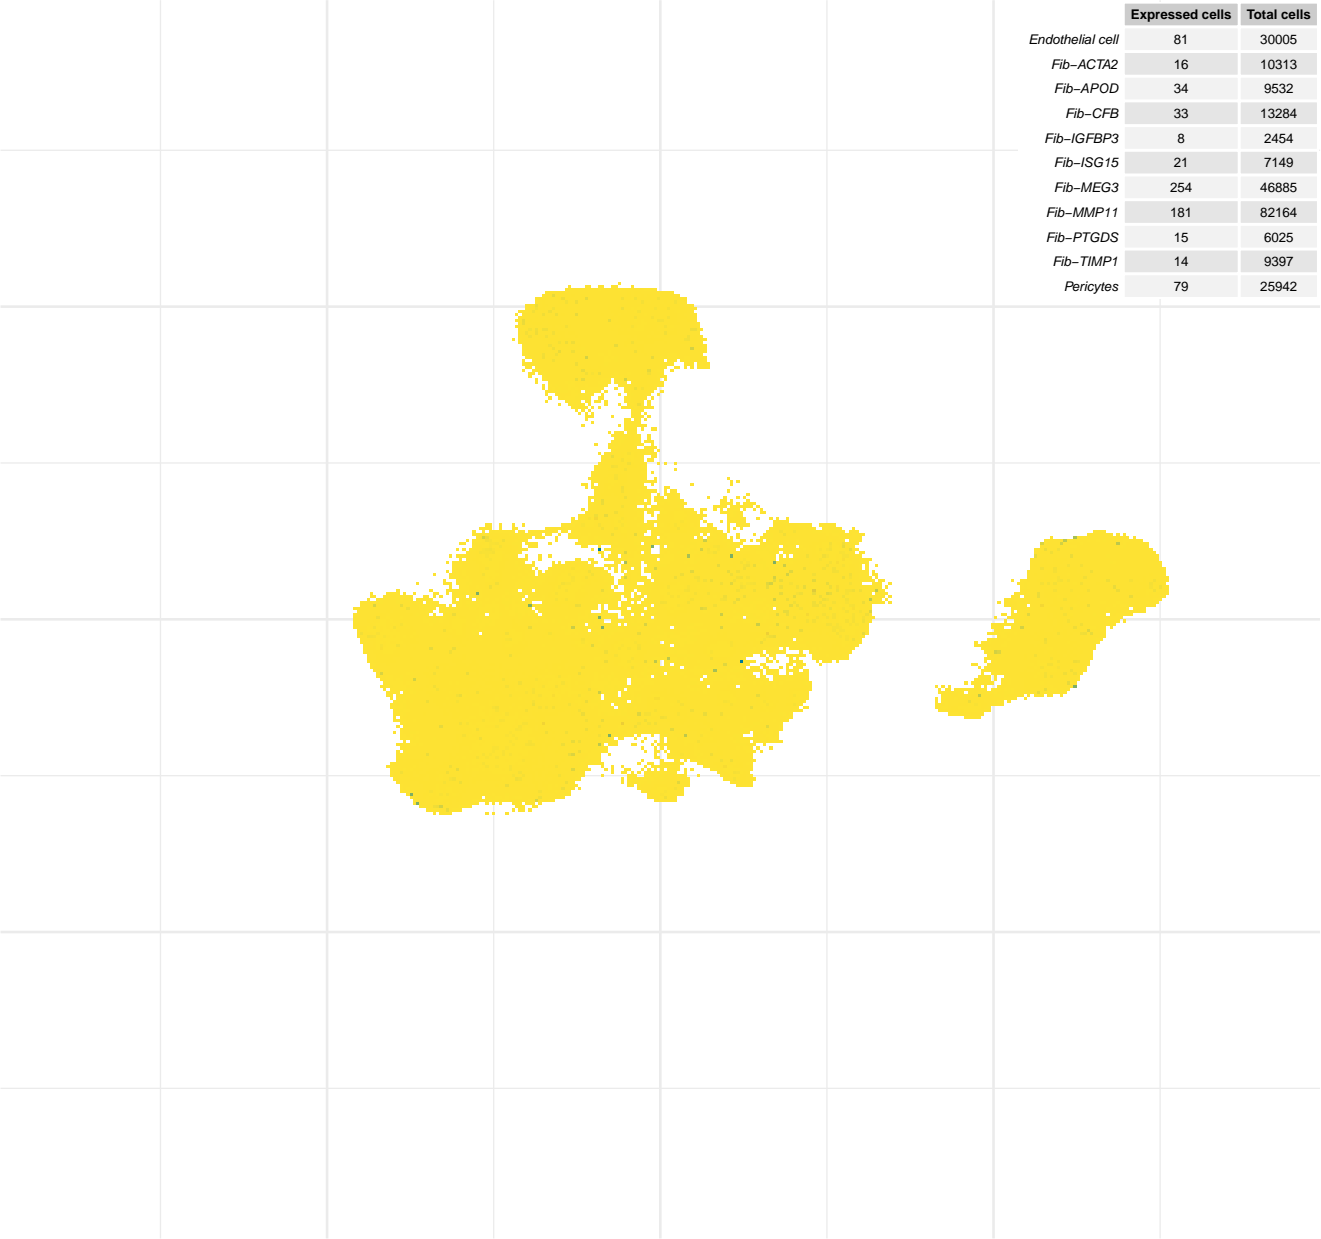 Expressed cells Total cells
Endothelial cell 81 30005
Fib−ACTA2 16 10313
Fib−APOD 34 9532
Fib−CFB 33 13284
Fib−IGFBP3 8 2454
Fib−ISG15 21 7149
Fib−MEG3 254 46885
Fib−MMP11 181 82164
Fib−PTGDS 15 6025
Fib−TIMP1 14 9397
Pericytes 79 25942